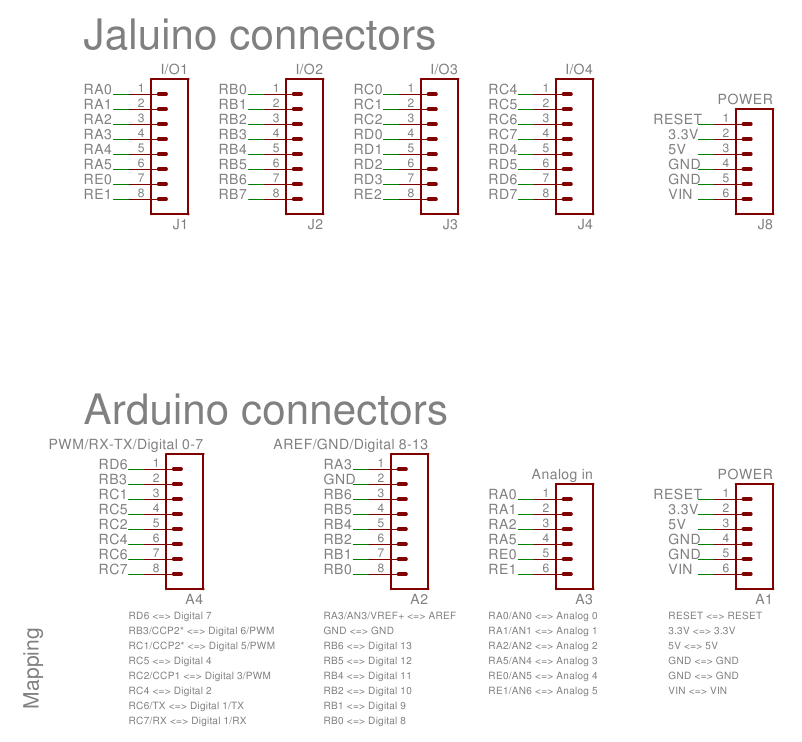 Jaluino connectors
I/O1 I/O2 I/O3 I/O4
RA0 1 RB0 1 RC0 1 RC4 1 POWER
RA1 2 RB1 2 RC1 2 RC5 2
RA2 3 RB2 3 RC2 3 RC6 3 RESET 1
RA3 4 RB3 4 RD0 4 RC7 4 3.3V 2
RA4 5 RB4 5 RD1 5 RD4 5 5V 3
RA5 6 RB5 6 RD2 6 RD5 6 GND 4
RE0 7 RB6 7 RD3 7 RD6 7 GND 5
RE1 8 RB7 8 RE2 8 RD7 8 VIN 6
J1 J2 J3 J4 J8
Arduino connectors
PWM/RX-TX/Digital 0-7 AREF/GND/Digital 8-13
RD6 1 RA3 1
RB3 2 GND 2 Analog in POWER
RC1 3 RB6 3 RA0 1 RESET 1
RC5 4 RB5 4 RA1 2 3.3V 2
RC2 5 RB4 5 RA2 3 5V 3
RC4 6 RB2 6 RA5 4 GND 4
RC6 7 RB1 7 RE0 5 GND 5
RC7 8 RB0 8 RE1 6 VIN 6
A4 A2 A3 A1
Mapping
RD6 <=> Digital 7
RB3/CCP2* <=> Digital 6/PWM
RC1/CCP2* <=> Digital 5/PWM
RC5 <=> Digital 4
RC2/CCP1 <=> Digital 3/PWM
RC4 <=> Digital 2
RC6/TX <=> Digital 1/TX
RC7/RX <=> Digital 1/RX
RA3/AN3/VREF+ <=> AREF
GND <=> GND
RB6 <=> Digital 13
RB5 <=> Digital 12
RB4 <=> Digital 11
RB2 <=> Digital 10
RB1 <=> Digital 9
RB0 <=> Digital 8
RA0/AN0 <=> Analog 0
RA1/AN1 <=> Analog 1
RA2/AN2 <=> Analog 2
RA5/AN4 <=> Analog 3
RE0/AN5 <=> Analog 4
RE1/AN6 <=> Analog 5
RESET <=> RESET
3.3V <=> 3.3V
5V <=> 5V
GND <=> GND
GND <=> GND
VIN <=> VIN